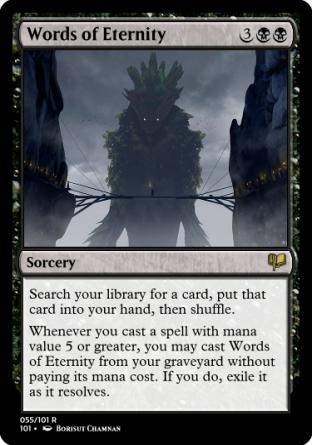 Words of Eternity 3
Sorcery
Search your library for a card, put that
card into your hand, then shuffle.
Whenever you cast a spell with mana
value 5 or greater, you may cast Words
of Eternity from your graveyard without
paying its mana cost. If you do, exile it
as it resolves.
055/101 R
101 • Borisut Chamnan